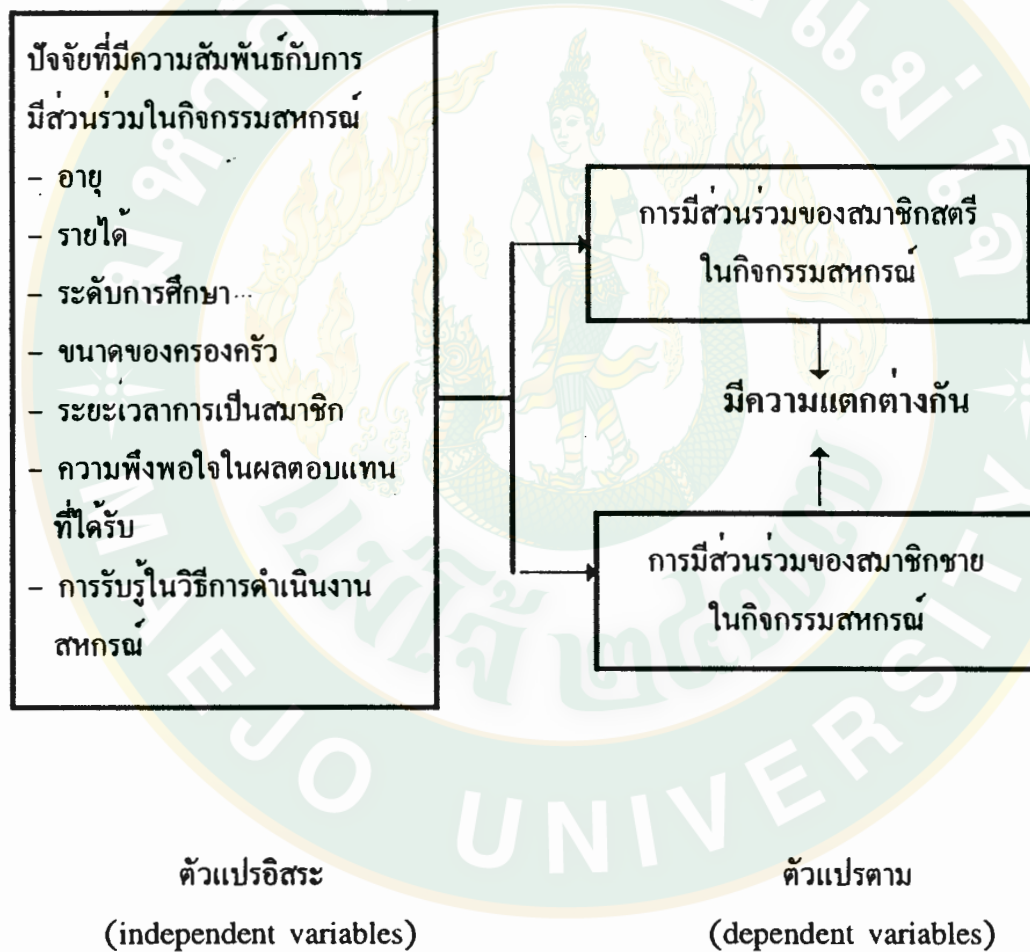 ปัจจัยที่มีความสัมพันธ์กับการ
มีส่วนร่วมในกิจกรรมสหกรณ์
- อายุ
- รายได้
- ระดับการศึกษา
- ขนาดของครองครัว
- ระยะเวลาการเป็นสมาชิก
- ความพึงพอใจในผลตอบแทน
ที่ได้รับ
- การรับรู้ในวิธีการดำเนินงาน
สหกรณ์
การมีส่วนร่วมของสมาชิกสตรี
ในกิจกรรมสหกรณ์
มีความแตกต่างกัน
การมีส่วนร่วมของสมาชิกชาย
ในกิจกรรมสหกรณ์
แม่โจ้ ๒๔๗๗
MAEJO UNIVERSITY
ตัวแปรอิสระ
(independent variables)
ตัวแปรตาม
(dependent variables)